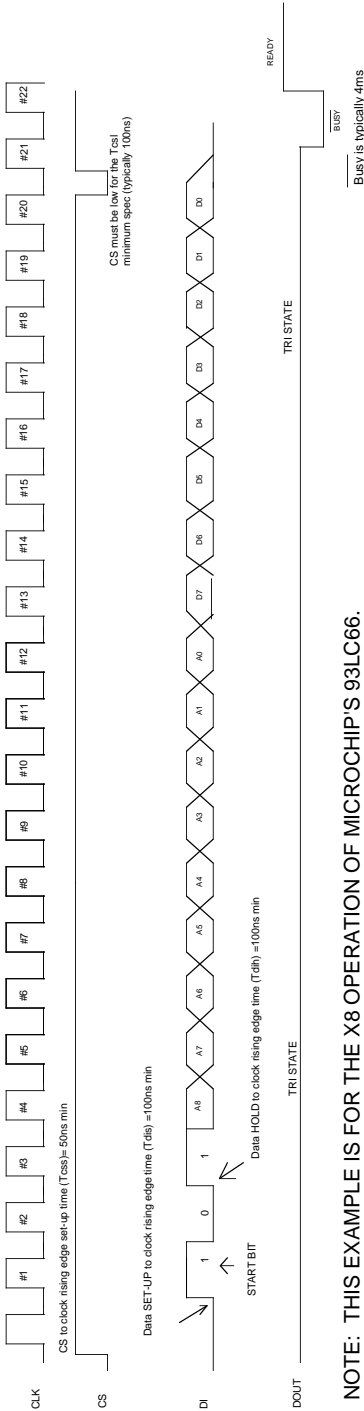 CLK
#1 #2 #3 #4 #5 #6 #7 #8 #9 #10 #11 #12 #13 #14 #15 #16 #17 #18 #19 #20 #21 #22
CS to clock rising edge set-up time (Tcss)= 50ns min
CS
CS must be low for the Tcsl
minimum spec (typically 100ns)
Data SET-UP to clock rising edge time (Tdis) =100ns min
DI
1 0 1 A8 A7 A6 A5 A4 A3 A2 A1 A0 D7 D6 D5 D4 D3 D2 D1 D0
START BIT
Data HOLD to clock rising edge time (Tdih) =100ns min
DOUT
TRI STATE
TRI STATE
BUSY
READY
Busy is typically 4ms
NOTE: THIS EXAMPLE IS FOR THE X8 OPERATION OF MICROCHIP'S 93LC66.